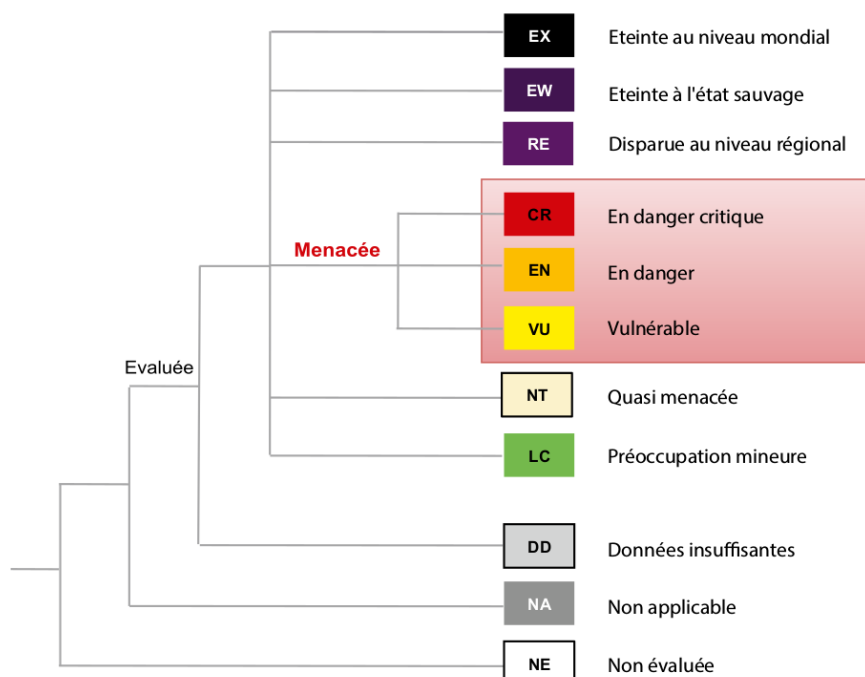 EX Eteinte au niveau mondial
EW Eteinte à l'état sauvage
RE Disparue au niveau régional
CR En danger critique
Menacée
EN En danger
VU Vulnérable
Evaluée
NT Quasi menacée
LC Préoccupation mineure
DD Données insuffisantes
NA Non applicable
NE Non évaluée